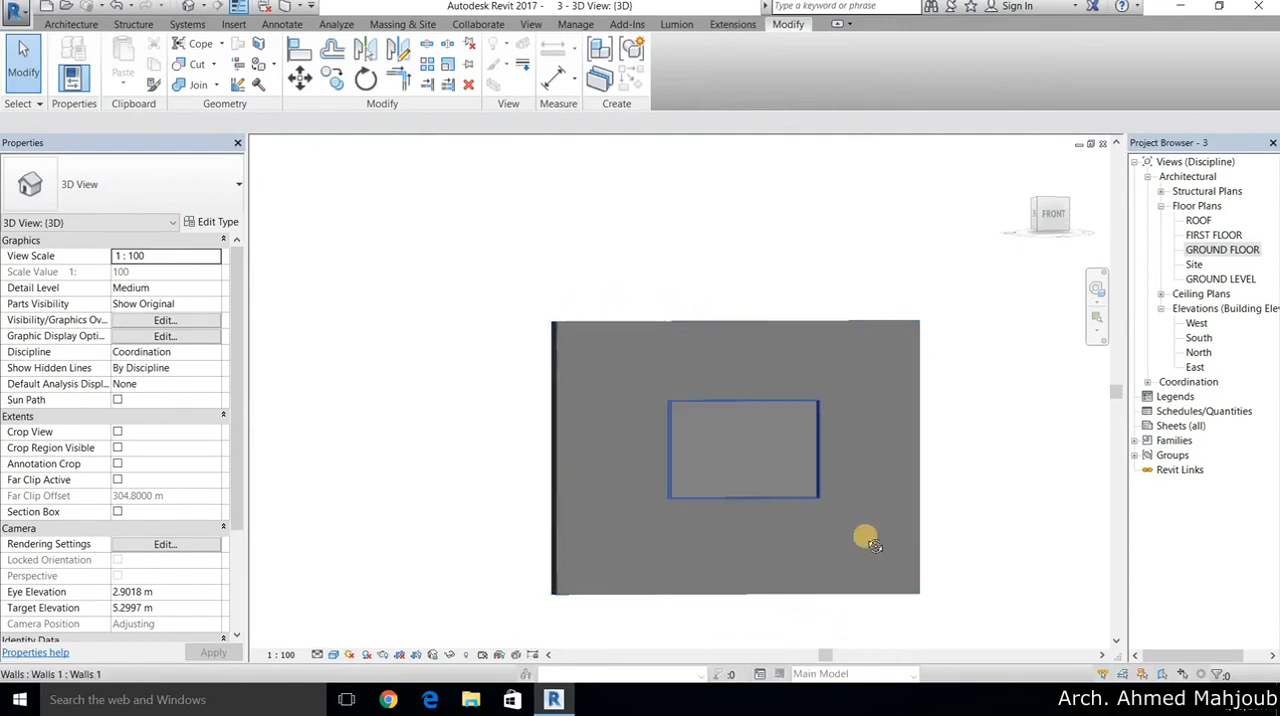 Autodesk Revit 2017 - 3 - 3D View: {3D}
Type a keyword or phrase
Sign In
Architecture Structure Systems Insert Annotate Analyze Massing & Site Collaborate View Manage Add-Ins Lumion Extensions Modify
Modify
Paste
Cope
Cut
Join
Select Properties Clipboard Geometry Modify View Measure Create
Properties
3D View
3D View: {3D} Edit Type
Graphics
View Scale 1 : 100
Scale Value 1: 100
Detail Level Medium
Parts Visibility Show Original
Visibility/Graphics Ov... Edit...
Graphic Display Opti... Edit...
Discipline Coordination
Show Hidden Lines By Discipline
Default Analysis Displ... None
Sun Path
Extents
Crop View
Crop Region Visible
Annotation Crop
Far Clip Active
Far Clip Offset 304.8000 m
Section Box
Camera
Rendering Settings Edit...
Locked Orientation
Perspective
Eye Elevation 2.9018 m
Target Elevation 5.2997 m
Camera Position Adjusting
Identity Data
Properties help Apply
FRONT
Project Browser - 3
Views (Discipline)
Architectural
Structural Plans
Floor Plans
ROOF
FIRST FLOOR
GROUND FLOOR
Site
GROUND LEVEL
Ceiling Plans
Elevations (Building Ele
West
South
North
East
Coordination
Legends
Schedules/Quantities
Sheets (all)
Families
Groups
Revit Links
1 : 100
Walls : Walls 1 : Walls 1
:0
Main Model
:0
Search the web and Windows
Arch. Ahmed Mahjoub